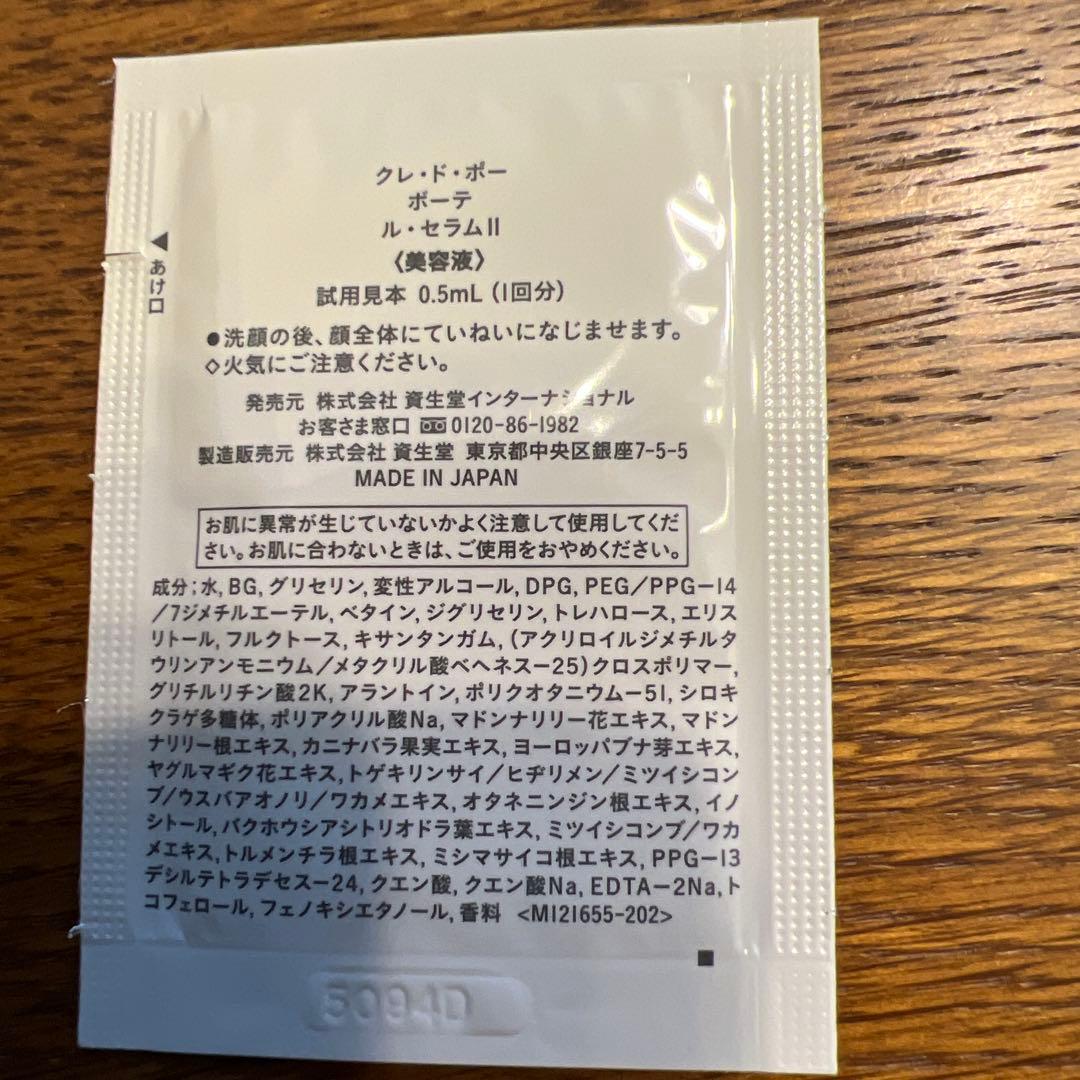 クレ・ド・ポー
ボーテ
ル・セラムII
〈美容液〉
試用見本 0.5mL (1回分)
◀あけ口
●洗顔の後、顔全体にていねいになじませます。
◇火気にご注意ください。
発売元 株式会社 資生堂インターナショナル
お客さま窓口 0120-86-1982
製造販売元 株式会社 資生堂 東京都中央区銀座7-5-5
MADE IN JAPAN
お肌に異常が生じていないかよく注意して使用してくだ
さい。お肌に合わないときは、ご使用をおやめください。
成分:水, BG, グリセリン, 変性アルコール, DPG, PEG/PPG-14
/7ジメチルエーテル, ベタイン, ジグリセリン, トレハロース, エリス
リトール, フルクトース, キサンタンガム, (アクリロイルジメチルタ
ウリンアンモニウム/メタクリル酸ベヘネス-25)クロスポリマー,
グリチルリチン酸2K, アラントイン, ポリクオタニウム-51, シロキ
クラゲ多糖体, ポリアクリル酸Na, マドンナリリー花エキス, マドン
ナリリー根エキス, カニナバラ果実エキス, ヨーロッパブナ芽エキス,
ヤグルマギク花エキス, トゲキリンサイ/ヒヂリメン/ミツイシコン
ブ/ウスバアオノリ/ワカメエキス, オタネニンジン根エキス, イノ
シトール, バクホウシアシトリオドラ葉エキス, ミツイシコンブ/ワカ
メエキス, トルメンチラ根エキス, ミシマサイコ根エキス, PPG-13
デシルテトラデセス-24, クエン酸, クエン酸Na, EDTA-2Na, ト
コフェロール, フェノキシエタノール, 香料 <M121655-202>
5094D